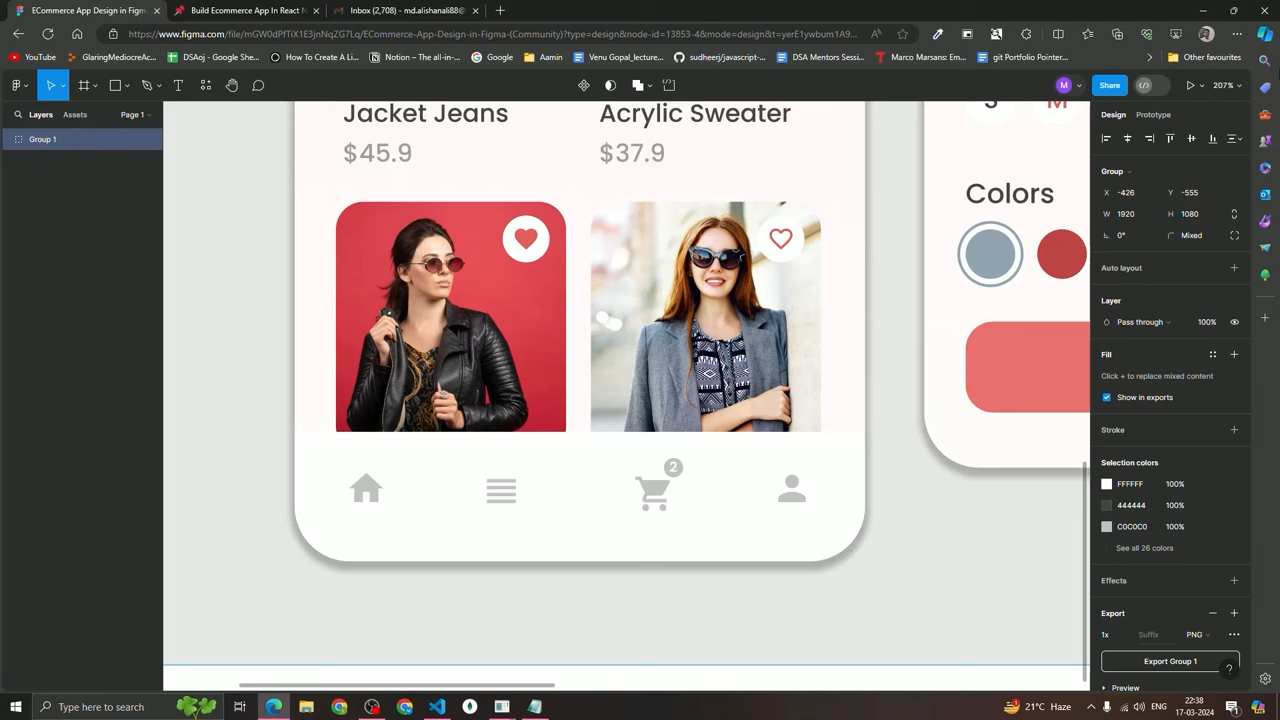 ECommerce App Design in Figm
Build Ecommerce App In React N
Inbox (2,708) - md.alishanali88@
https://www.figma.com/file/mGW0dPfTiX1E3jnNqZG7Lq/ECommerce-App-Design-in-Figma-(Community)?type=design&node-id=13853-4&mode=design&t=yerE1ywbum1A9...
YouTube
GlaringMediocreAc...
DSAoj - Google She...
How To Create A Li...
Notion – The all-in-...
Google
Aamin
Venu Gopal_lecture...
sudheerj/javascript-...
DSA Mentors Sessi...
Marco Marsans: Em...
git Portfolio Pointer...
Other favourites
M
Share
207%
Layers
Assets
Page 1
Group 1
Jacket Jeans
$45.9
Acrylic Sweater
$37.9
S
M
Colors
2
Design
Prototype
Group
X -426 Y -555
W 1920 H 1080
0° Mixed
Auto layout
Layer
Pass through 100%
Fill
Click + to replace mixed content
Show in exports
Stroke
Selection colors
FFFFFF 100%
444444 100%
C0C0C0 100%
See all 26 colors
Effects
Export
1x Suffix PNG
Export Group 1
?
Preview
Type here to search
21°C Haze
ENG
22:38
17-03-2024